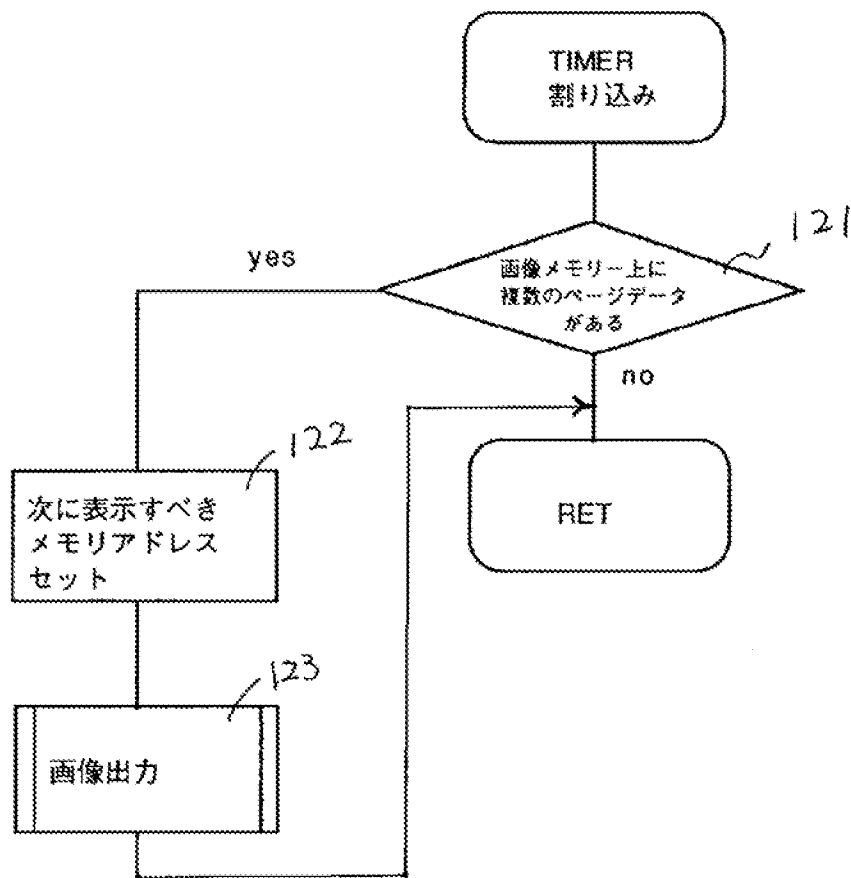 TIMER
割り込み
121
yes
画像メモリー上に
複数のページデータ
がある
no
122
次に表示すべき
メモリアドレス
セット
RET
123
画像出力